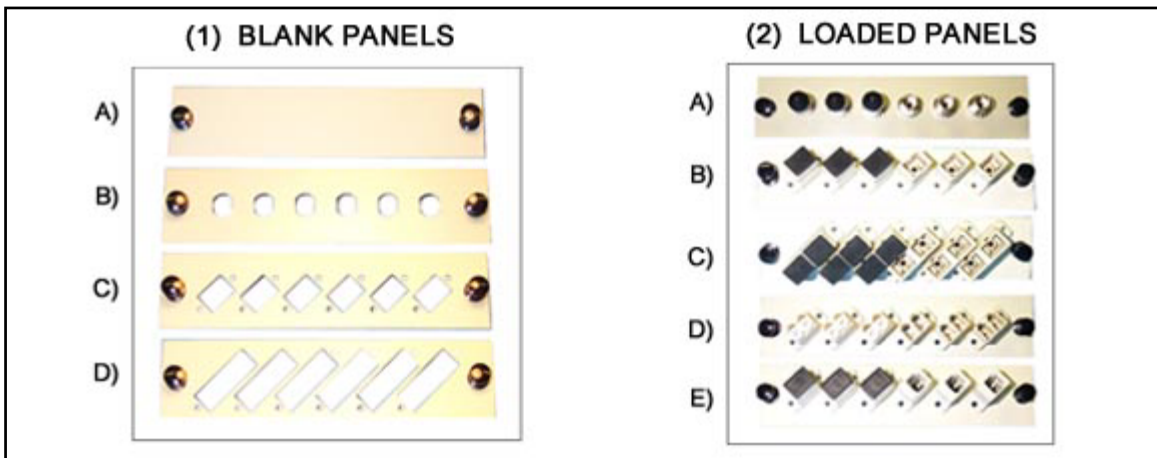 (1) BLANK PANELS
A)
B)
C)
D)
(2) LOADED PANELS
A)
B)
C)
D)
E)